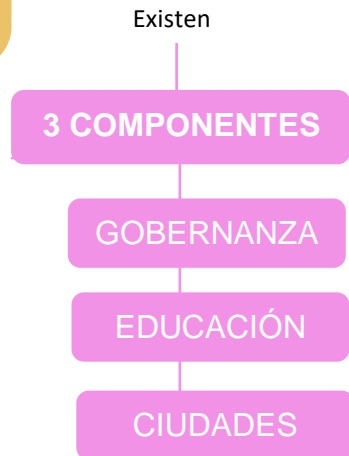 Existen
3 COMPONENTES
GOBERNANZA
EDUCACIÓN
CIUDADES